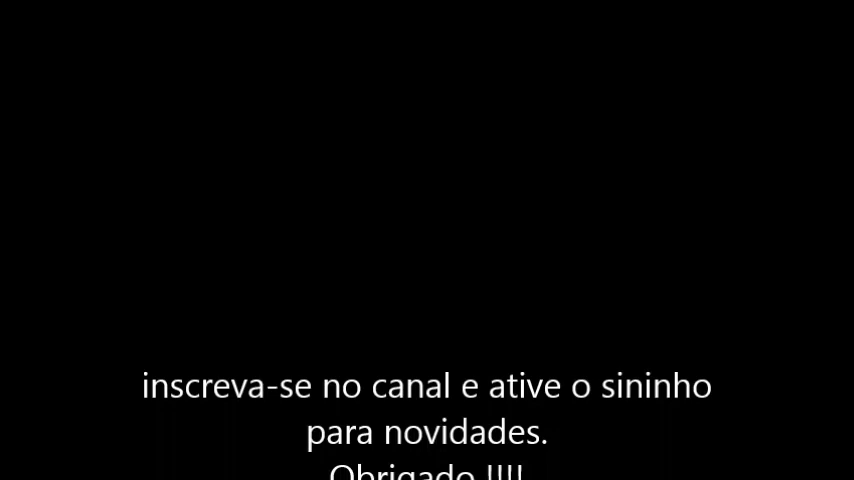 inscreva-se no canal e ative o sininho
para novidades.
Obrigado !!!!